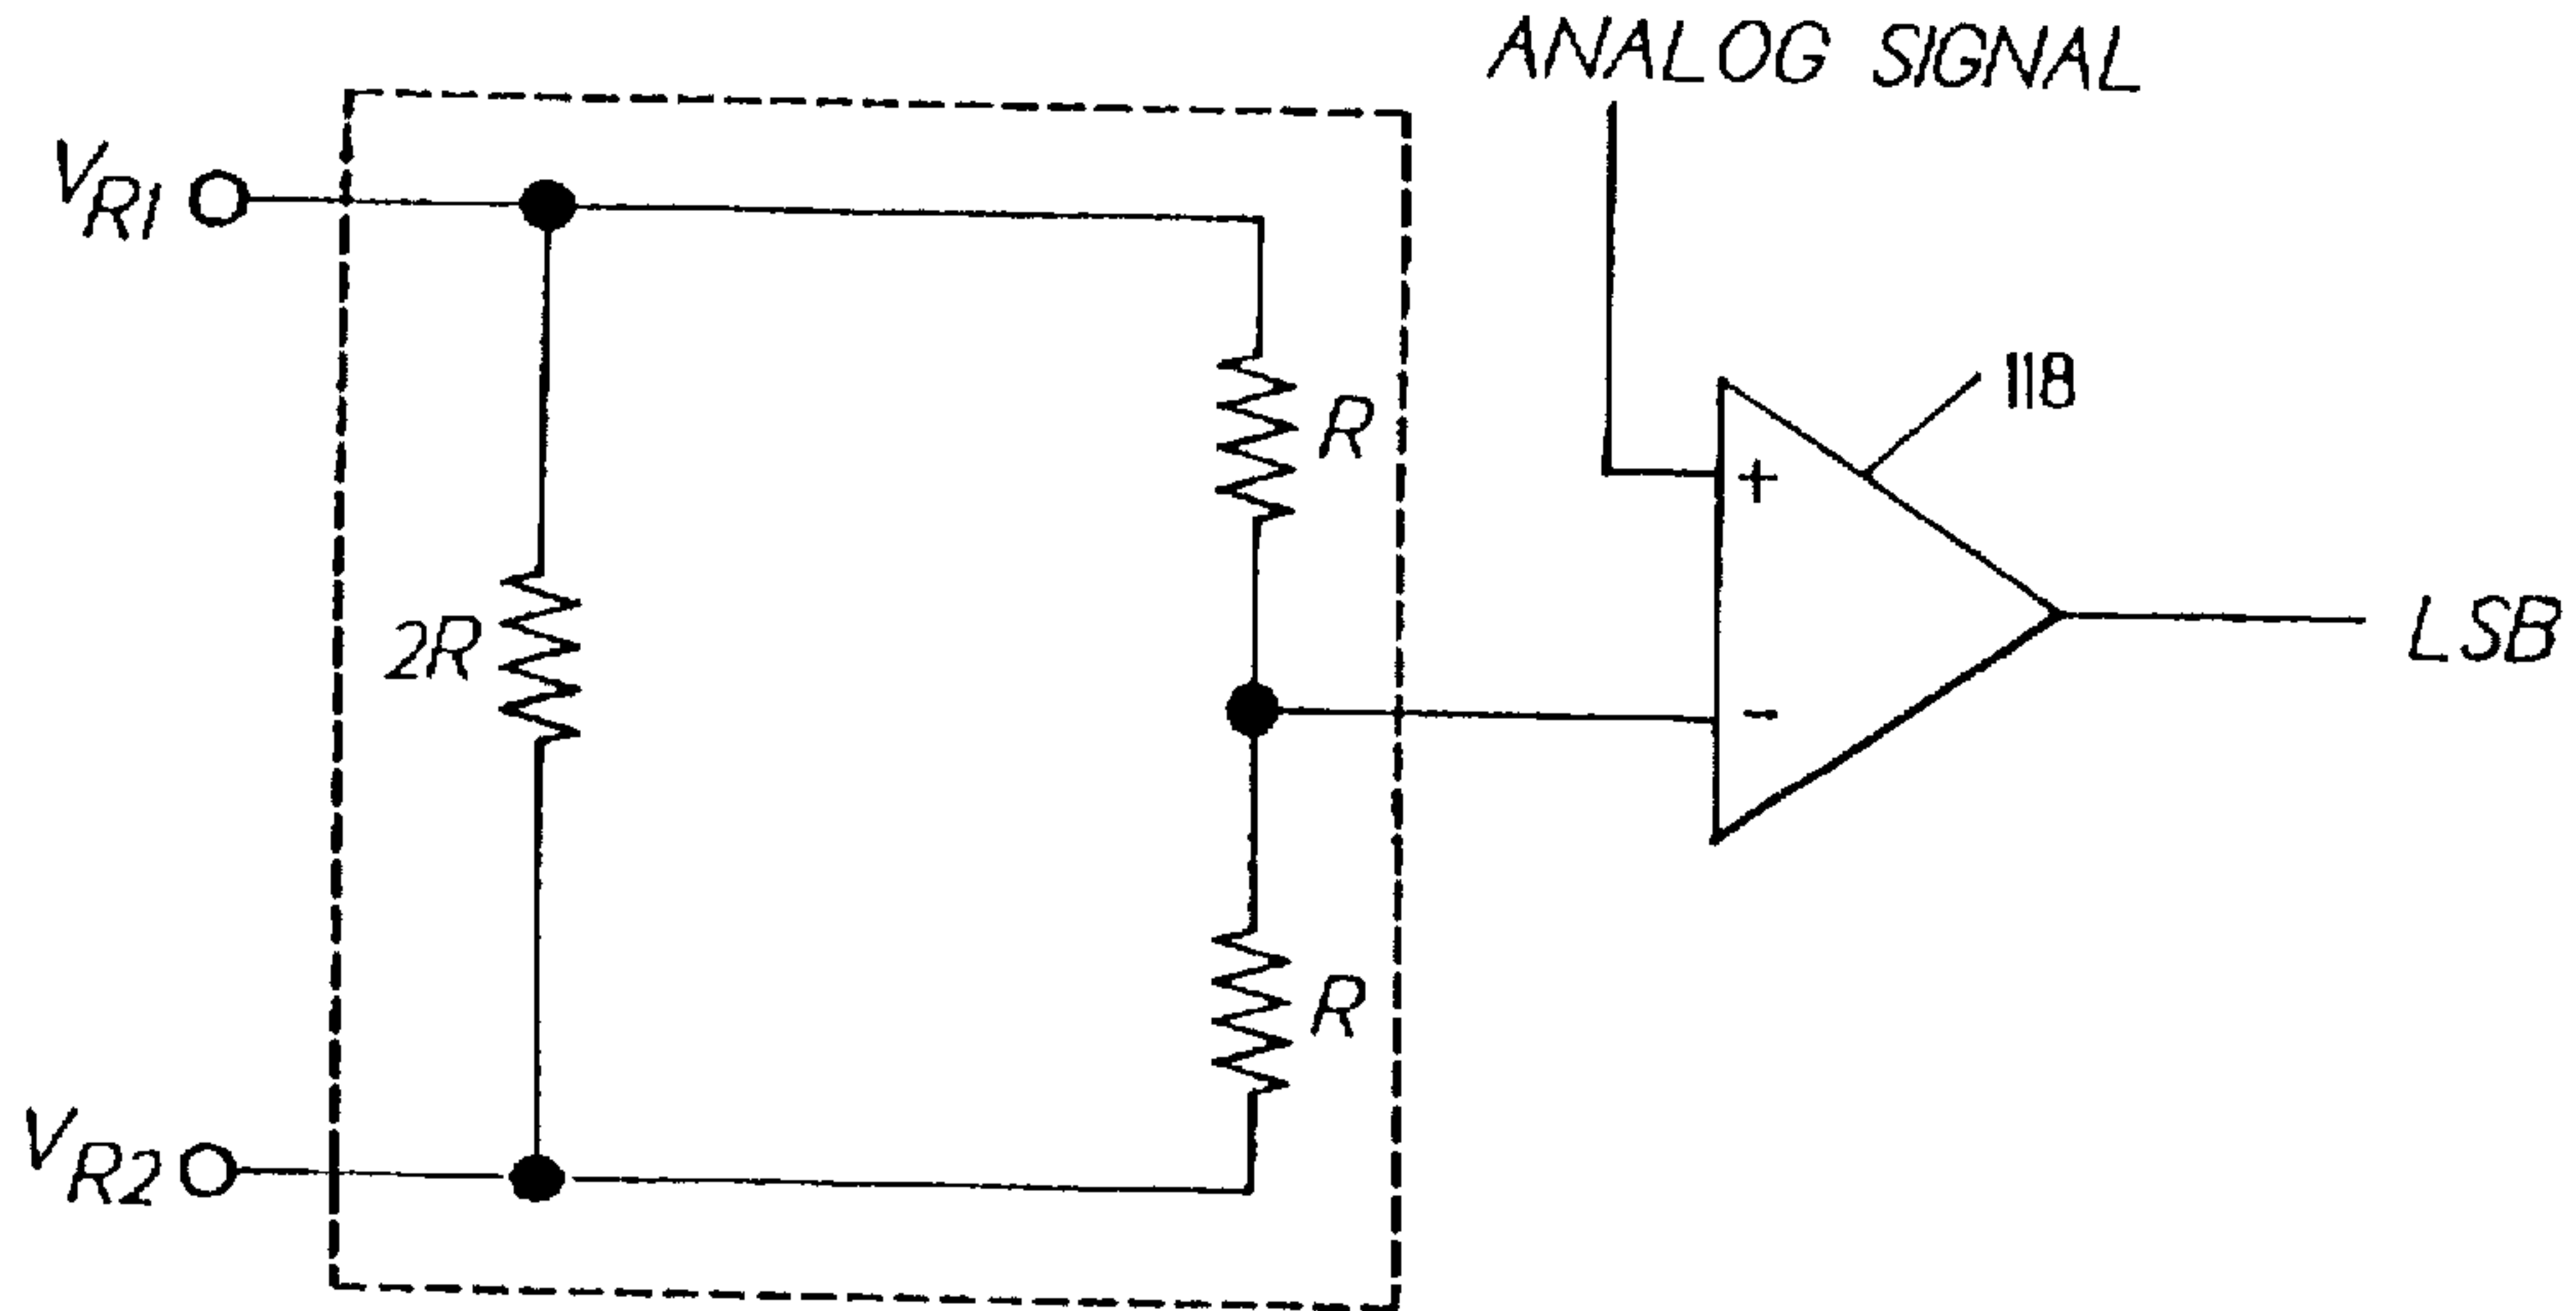 ANALOG SIGNAL
VR1
R
118
+
2R
LSB
-
R
VR2